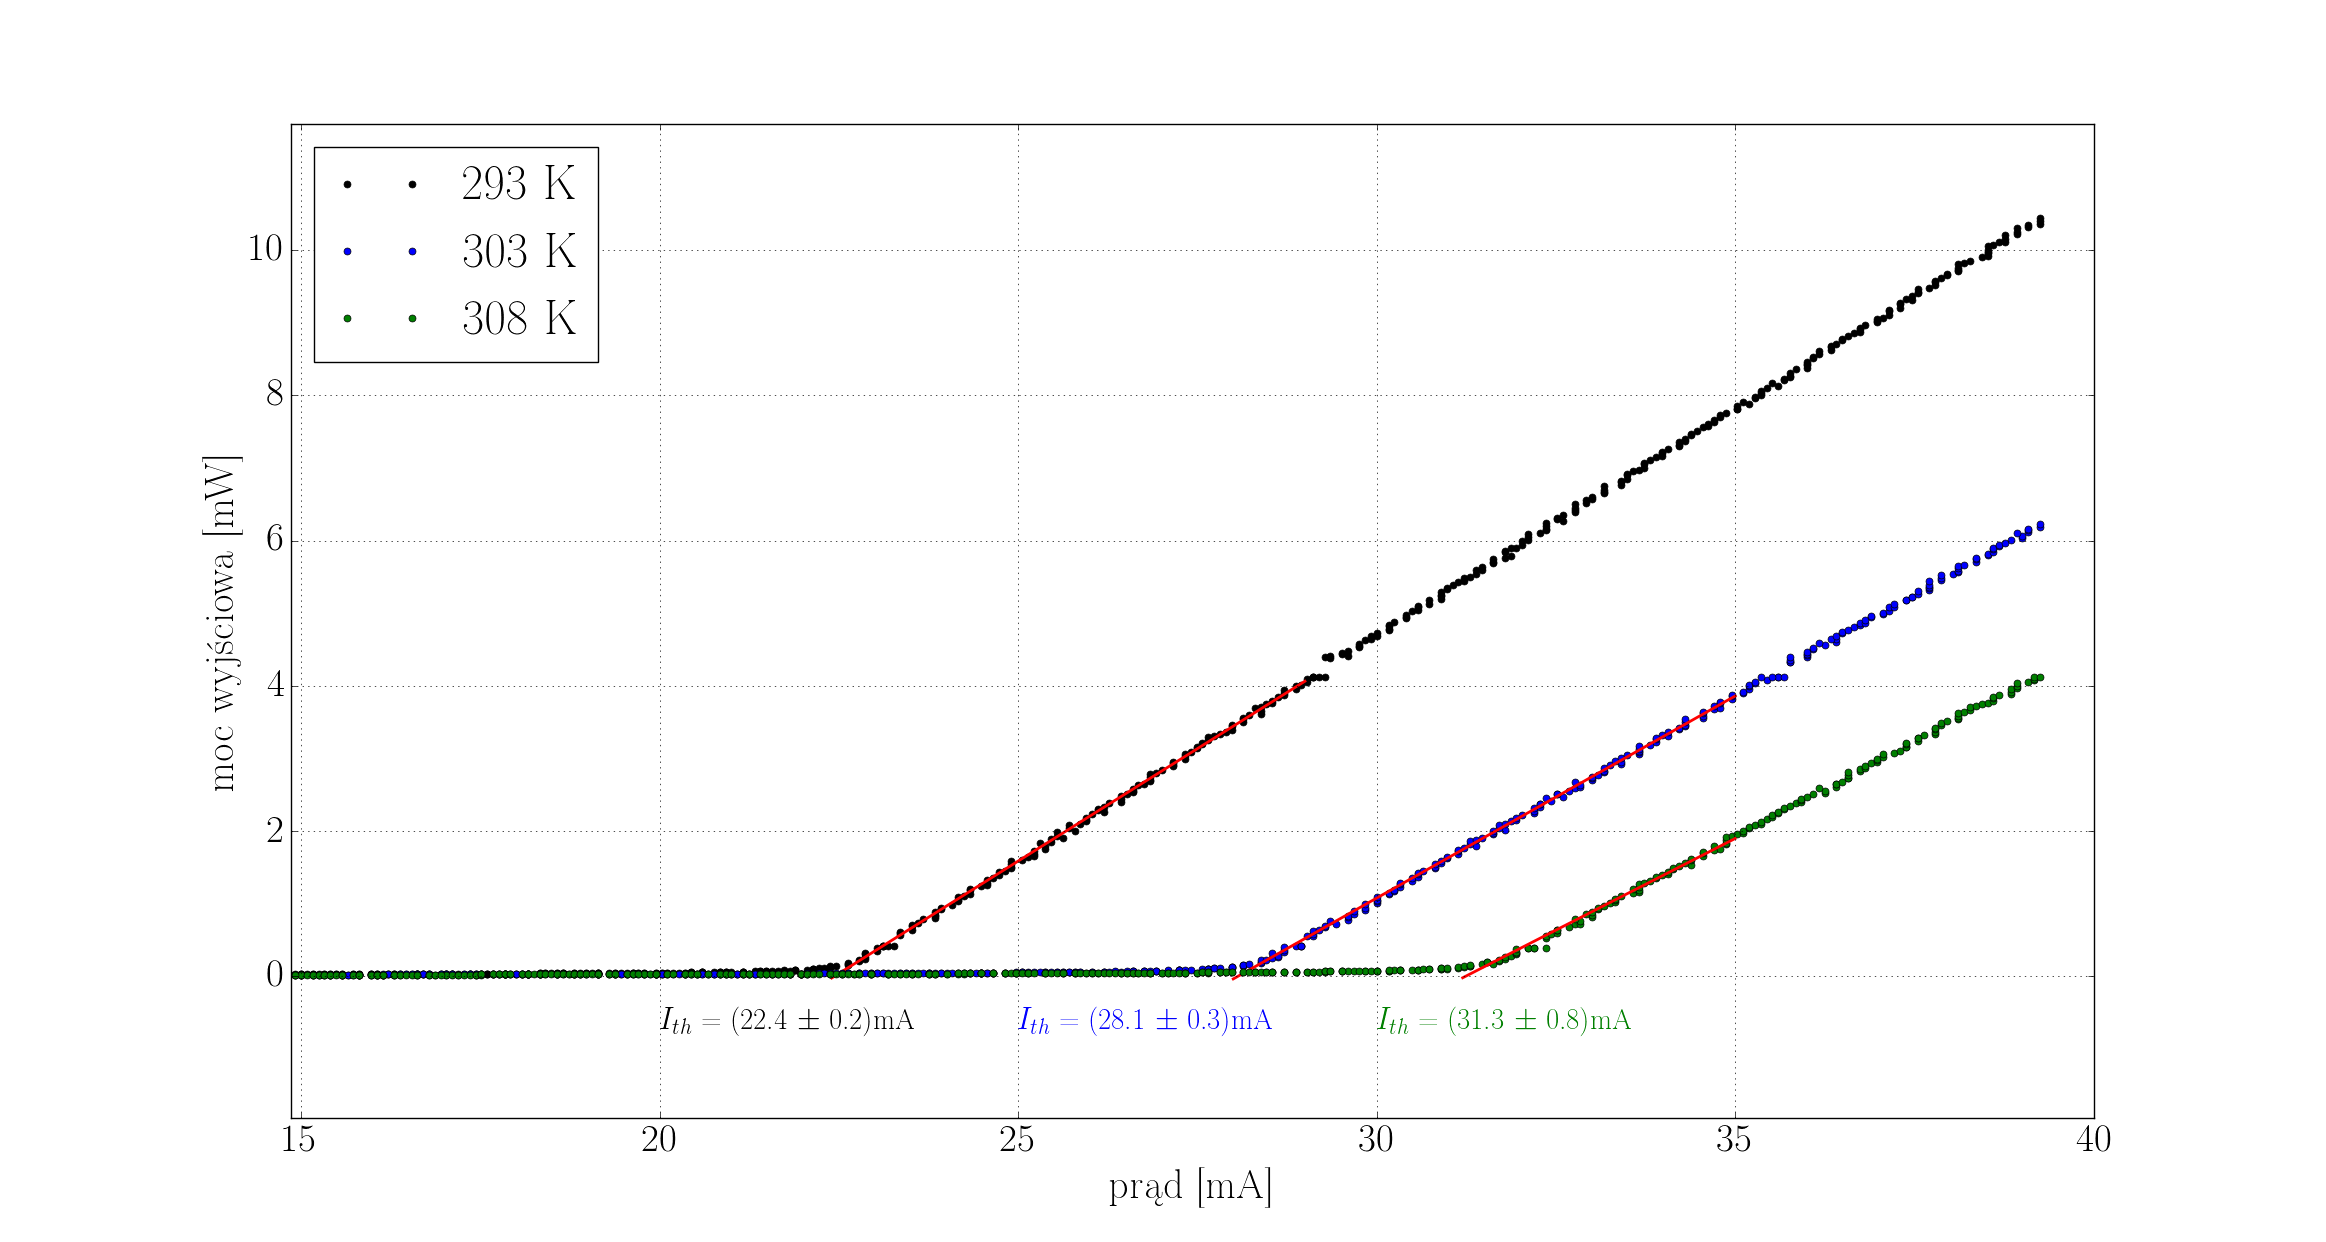 293 K
303 K
308 K
10
8
6
4
2
0
moc wyjściowa [mW]
I_th = (22.4 ± 0.2)mA
I_th = (28.1 ± 0.3)mA
I_th = (31.3 ± 0.8)mA
15 20 25 30 35 40
prąd [mA]